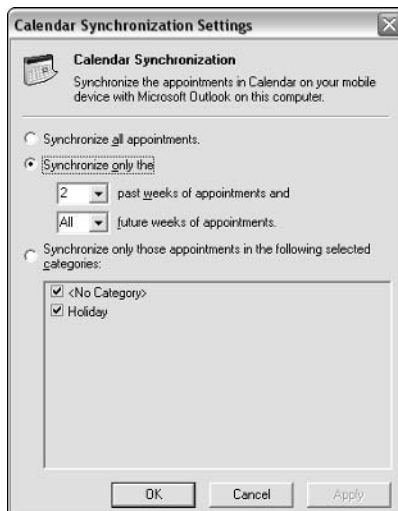 Calendar Synchronization Settings
Calendar Synchronization
Synchronize the appointments in Calendar on your mobile
device with Microsoft Outlook on this computer.
Synchronize all appointments.
Synchronize only the
2 past weeks of appointments and
All future weeks of appointments.
Synchronize only those appointments in the following selected
categories:
<No Category>
Holiday
OK Cancel Apply